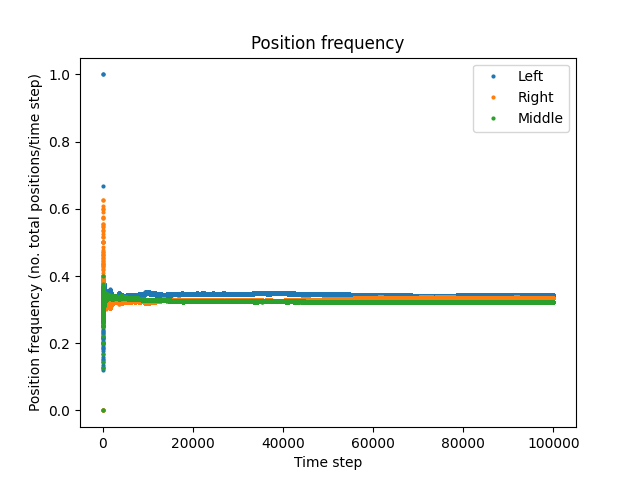 Position frequency
Left
Right
Middle
Position frequency (no. total positions/time step)
1.0
0.8
0.6
0.4
0.2
0.0
0 20000 40000 60000 80000 100000
Time step